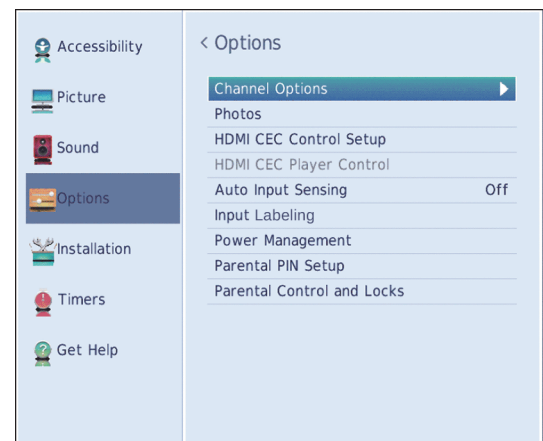 Accessibility
Picture
Sound
Options
Installation
Timers
Get Help
< Options
Channel Options
Photos
HDMI CEC Control Setup
HDMI CEC Player Control
Auto Input Sensing Off
Input Labeling
Power Management
Parental PIN Setup
Parental Control and Locks